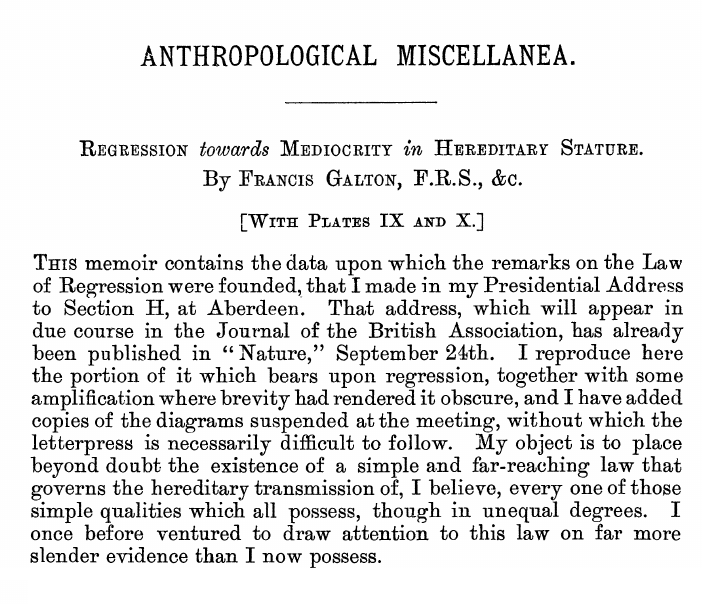 ANTHROPOLOGICAL MISCELLANEA.
REGRESSION towards MEDIOCRITY in HEREDITARY STATURE.
By FRANCIS GALTON, F.R.S., &c.
[WITH PLATES IX AND X.]
THIS memoir contains the data upon which the remarks on the Law
of Regression were founded, that I made in my Presidential Address
to Section H, at Aberdeen. That address, which will appear in
due course in the Journal of the British Association, has already
been published in “Nature,” September 24th. I reproduce here
the portion of it which bears upon regression, together with some
amplification where brevity had rendered it obscure, and I have added
copies of the diagrams suspended at the meeting, without which the
letterpress is necessarily difficult to follow. My object is to place
beyond doubt the existence of a simple and far-reaching law that
governs the hereditary transmission of, I believe, every one of those
simple qualities which all possess, though in unequal degrees. I
once before ventured to draw attention to this law on far more
slender evidence than I now possess.